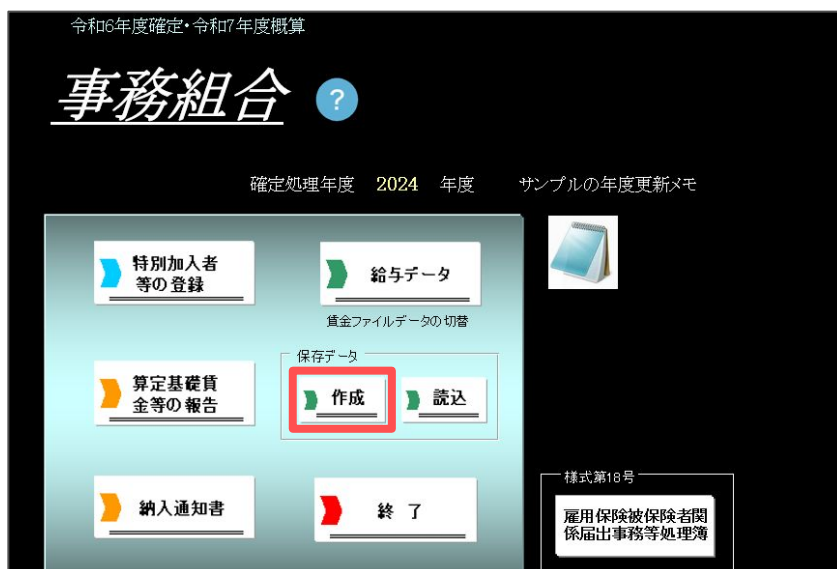 令和6年度確定・令和7年度概算
事務組合 ?
確定処理年度 2024 年度 サンプルの年度更新メモ
特別加入者
等の登録
給与データ
賃金ファイルデータの切替
保存データ
算定基礎賃
金等の報告
作成
読込
納入通知書
終 了
様式第18号
雇用保険被保険者関
係届出事務等処理簿